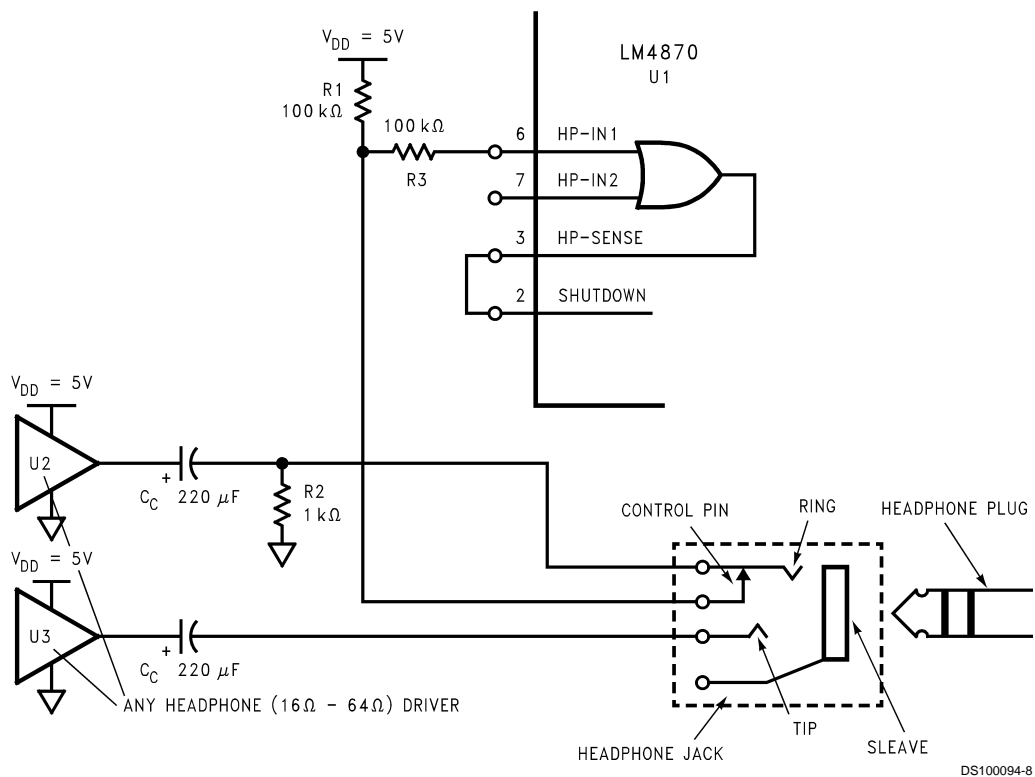 V_DD = 5V
LM4870
U1
R1
100 kΩ
100 kΩ
R3
6 HP-IN1
7 HP-IN2
3 HP-SENSE
2 SHUTDOWN
V_DD = 5V
U2
+
C_C 220 μF
R2
1 kΩ
CONTROL PIN
RING
HEADPHONE PLUG
V_DD = 5V
U3
+
C_C 220 μF
ANY HEADPHONE (16Ω - 64Ω) DRIVER
TIP
SLEAVE
HEADPHONE JACK
DS100094-8